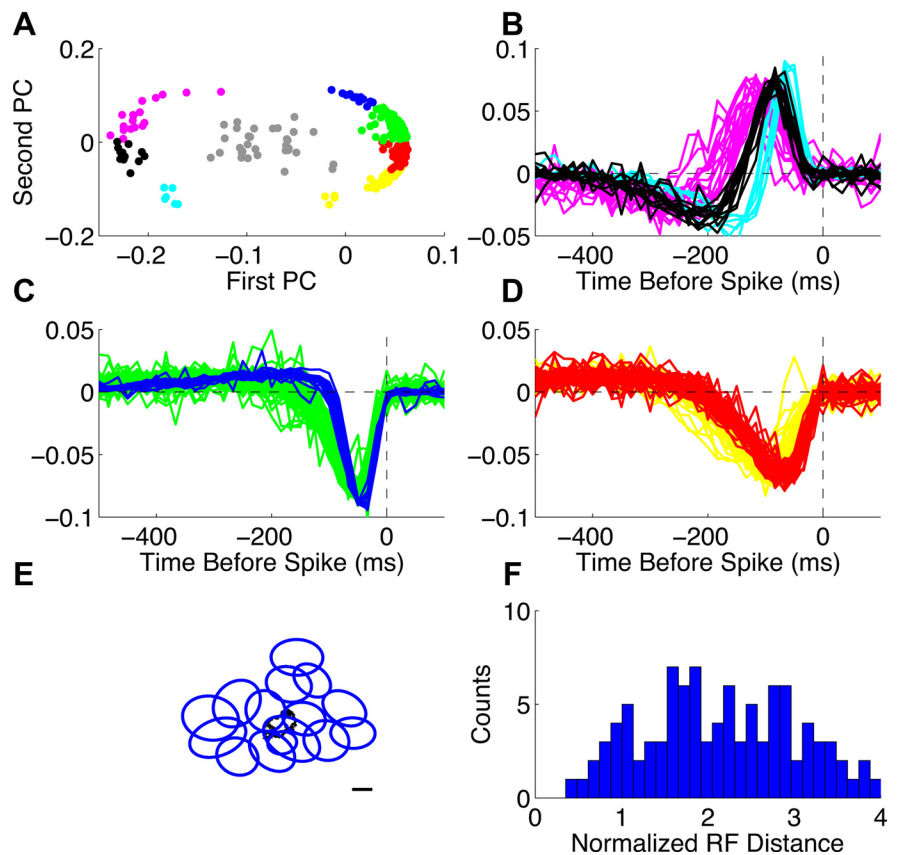 A
0.2
0
−0.2
Second PC
−0.2
−0.1
0
0.1
First PC
B
0.1
0.05
0
−0.05
−400
−200
0
Time Before Spike (ms)
C
0.05
0
−0.05
−0.1
−400
−200
0
Time Before Spike (ms)
D
0.05
0
−0.05
−0.1
−400
−200
0
Time Before Spike (ms)
E
F
10
5
0
Counts
0
1
2
3
4
Normalized RF Distance